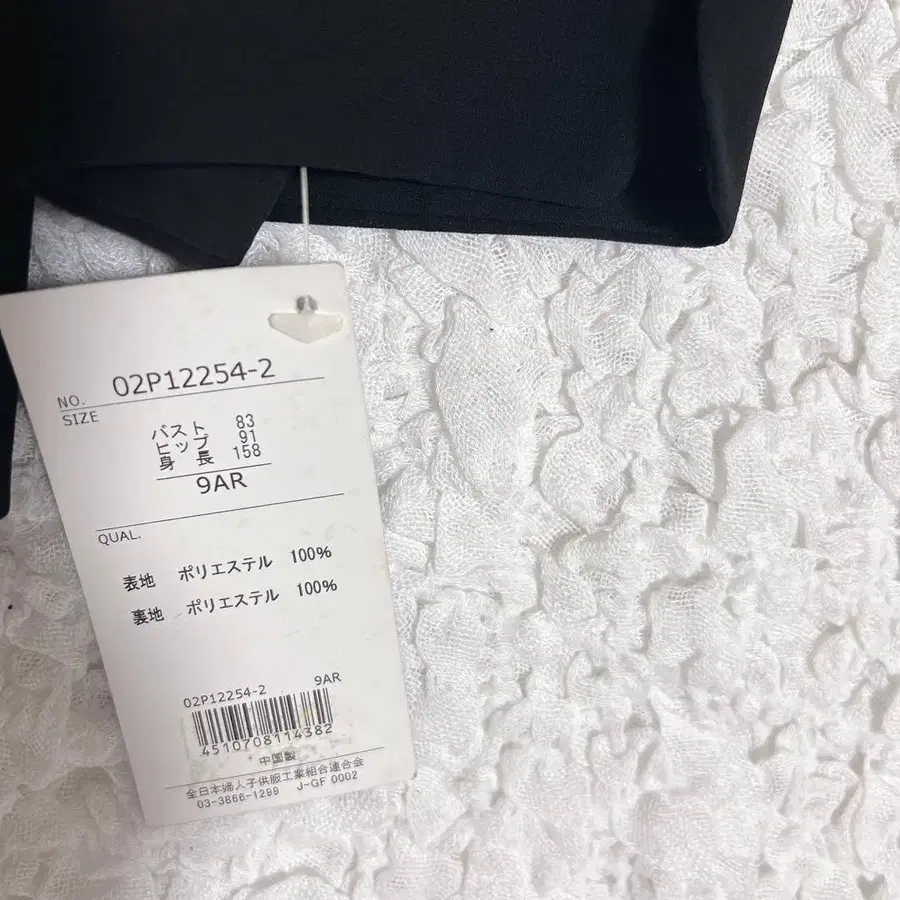 NO. 02P12254-2
SIZE
バスト 83
ヒップ 91
身長 158
9AR
QUAL.
表地 ポリエステル 100%
裏地 ポリエステル 100%
02P12254-2 9AR
4510708114382
中国製
全日本婦人子供服工業組合連合会
03-3866-1299 J-GF 0002